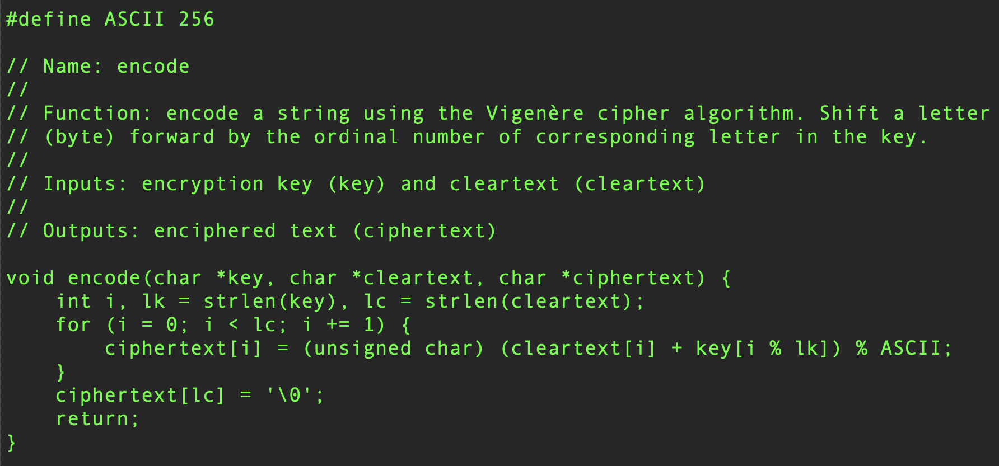 #define ASCII 256

// Name: encode
//
// Function: encode a string using the Vigenère cipher algorithm. Shift a letter
// (byte) forward by the ordinal number of corresponding letter in the key.
//
// Inputs: encryption key (key) and cleartext (cleartext)
//
// Outputs: enciphered text (ciphertext)

void encode(char *key, char *cleartext, char *ciphertext) {
    int i, lk = strlen(key), lc = strlen(cleartext);
    for (i = 0; i < lc; i += 1) {
        ciphertext[i] = (unsigned char) (cleartext[i] + key[i % lk]) % ASCII;
    }
    ciphertext[lc] = '\0';
    return;
}